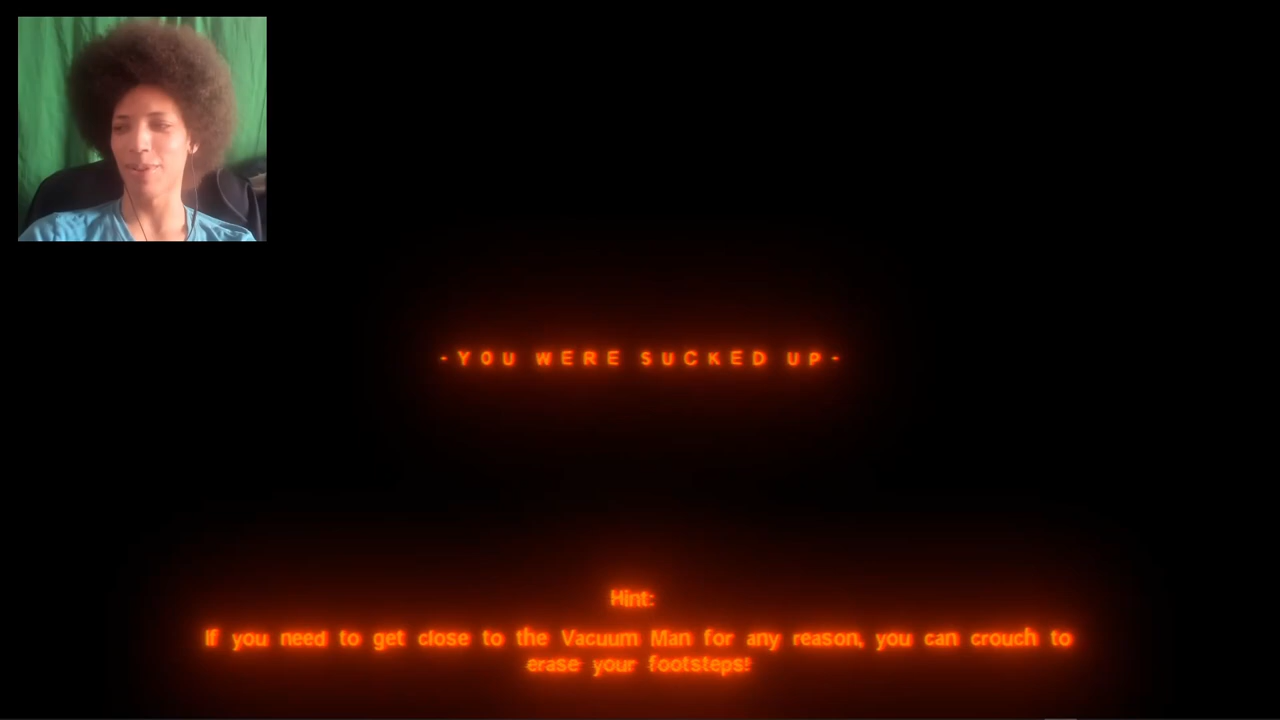 -YOU WERE SUCKED UP-
Hint:
If you need to get close to the Vacuum Man for any reason, you can crouch to
erase your footsteps!